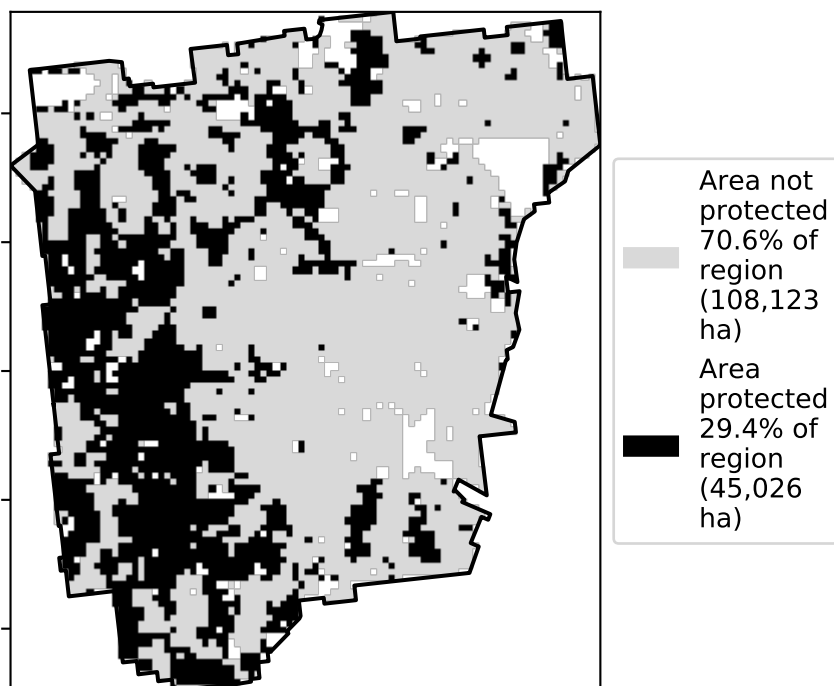 Area not
protected
70.6% of
region
(108,123
ha)
Area
protected
29.4% of
region
(45,026
ha)